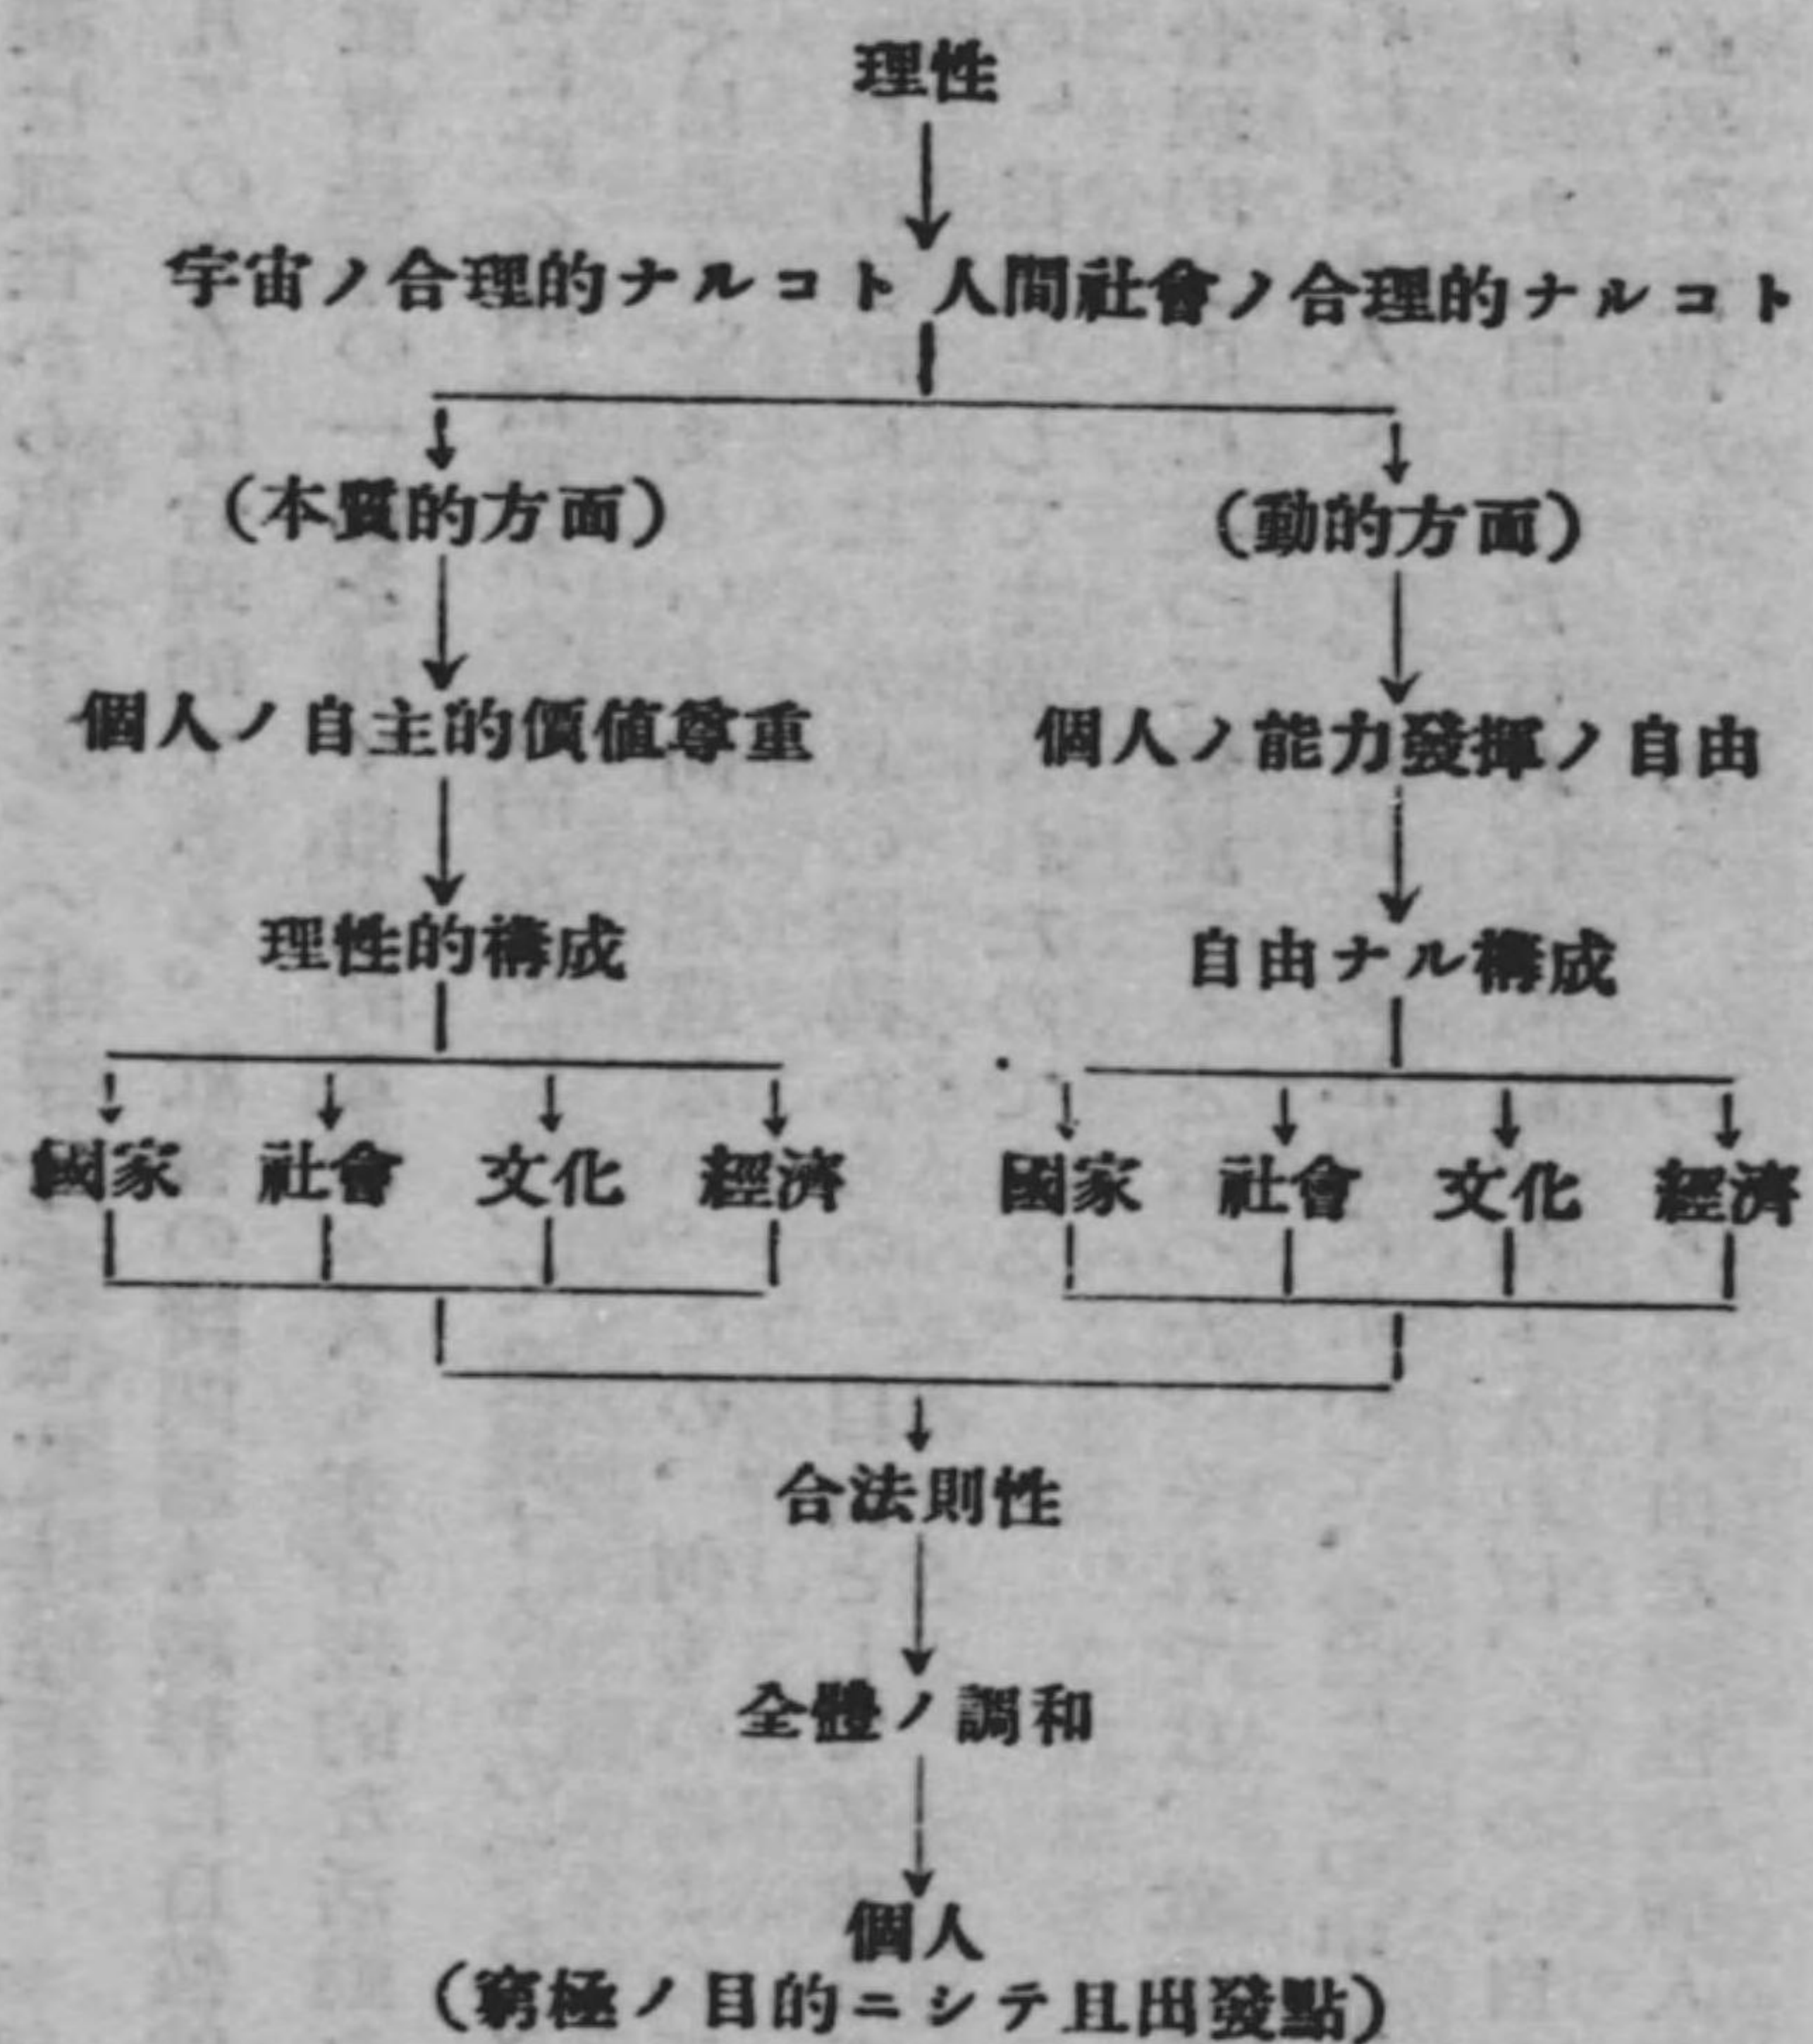 理性
宇宙ノ合理的ナルコト 人間社會ノ合理的ナルコト
(本質的方面) (動的方面)
個人ノ自主的價値尊重 個人ノ能力發揮ノ自由
理性的構成 自由ナル構成
國家 社會 文化 經濟 國家 社會 文化 經濟
合法則性
全體ノ調和
個人
(窮極ノ目的ニシテ且出發點)